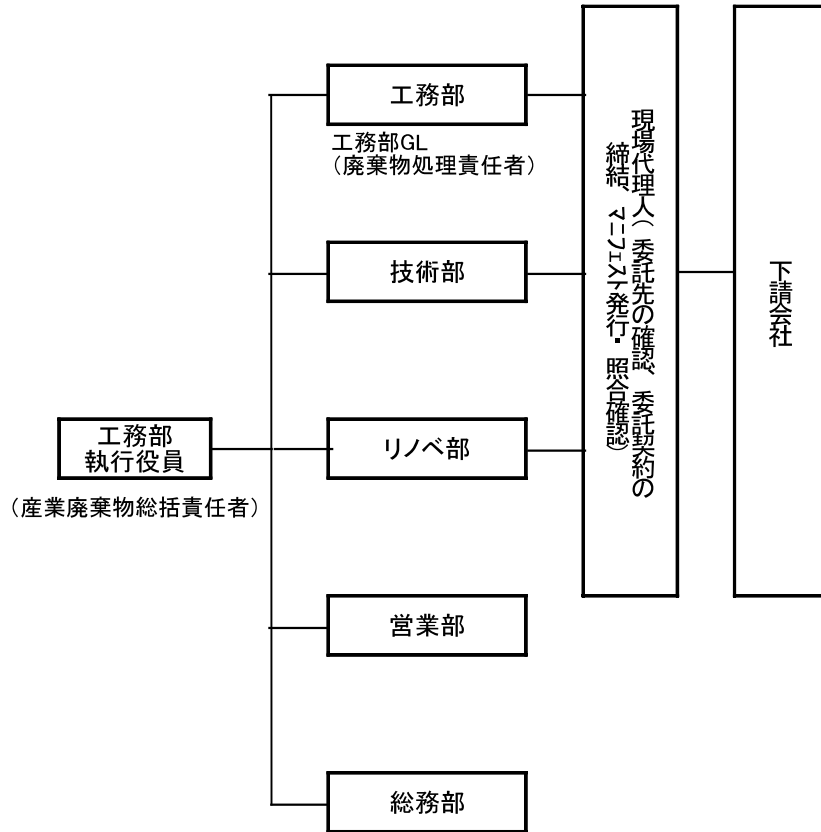 工務部
工務部GL
（廃棄物処理責任者）
技術部
工務部
執行役員
（産業廃棄物総括責任者）
リノベ部
営業部
総務部
現場代理人（委託先の確認、委託契約の
締結、マニフェスト発行・照合確認）
下請会社